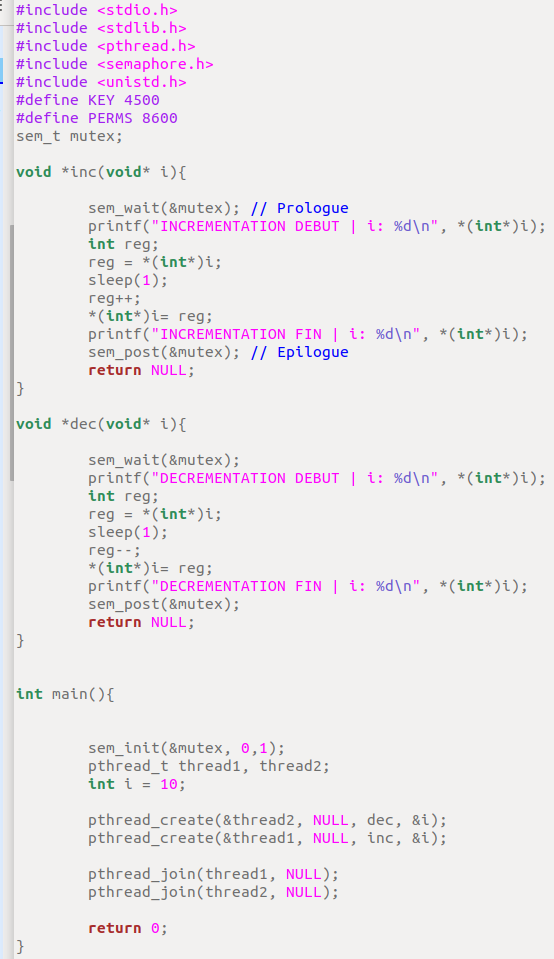 #include <stdio.h>
#include <stdlib.h>
#include <pthread.h>
#include <semaphore.h>
#include <unistd.h>
#define KEY 4500
#define PERMS 8600
sem_t mutex;

void *inc(void* i){

        sem_wait(&mutex); // Prologue
        printf("INCREMENTATION DEBUT | i: %d\n", *(int*)i);
        int reg;
        reg = *(int*)i;
        sleep(1);
        reg++;
        *(int*)i= reg;
        printf("INCREMENTATION FIN | i: %d\n", *(int*)i);
        sem_post(&mutex); // Epilogue
        return NULL;
}

void *dec(void* i){

        sem_wait(&mutex);
        printf("DECREMENTATION DEBUT | i: %d\n", *(int*)i);
        int reg;
        reg = *(int*)i;
        sleep(1);
        reg--;
        *(int*)i= reg;
        printf("DECREMENTATION FIN | i: %d\n", *(int*)i);
        sem_post(&mutex);
        return NULL;
}


int main(){


        sem_init(&mutex, 0,1);
        pthread_t thread1, thread2;
        int i = 10;

        pthread_create(&thread2, NULL, dec, &i);
        pthread_create(&thread1, NULL, inc, &i);

        pthread_join(thread1, NULL);
        pthread_join(thread2, NULL);

        return 0;
}